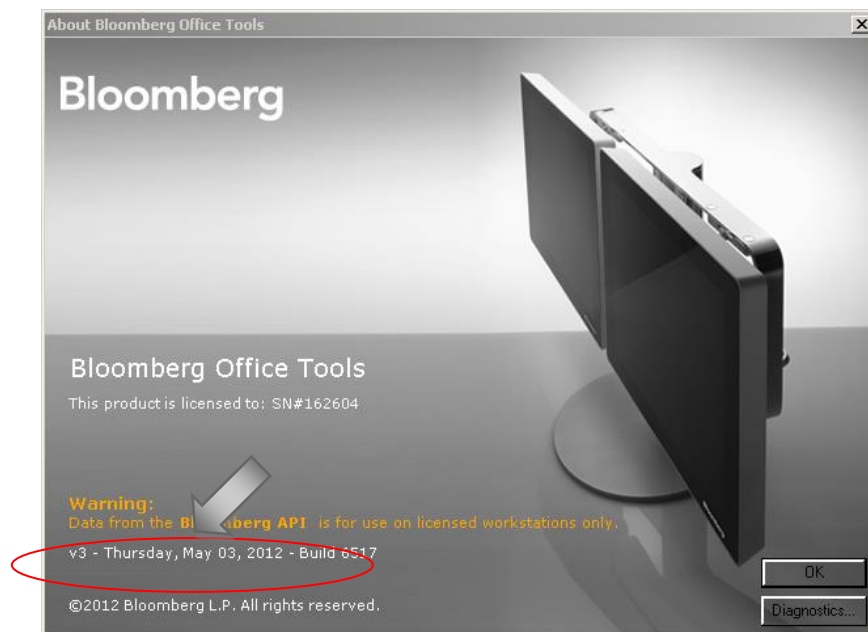 About Bloomberg Office Tools
Bloomberg
Bloomberg Office Tools
This product is licensed to: SN#162604
Warning:
Data from the API is for use on licensed workstations only.
v3 - Thursday, May 03, 2012 - Build 6517
©2012 Bloomberg L.P. All rights reserved.
OK
Diagnostics...